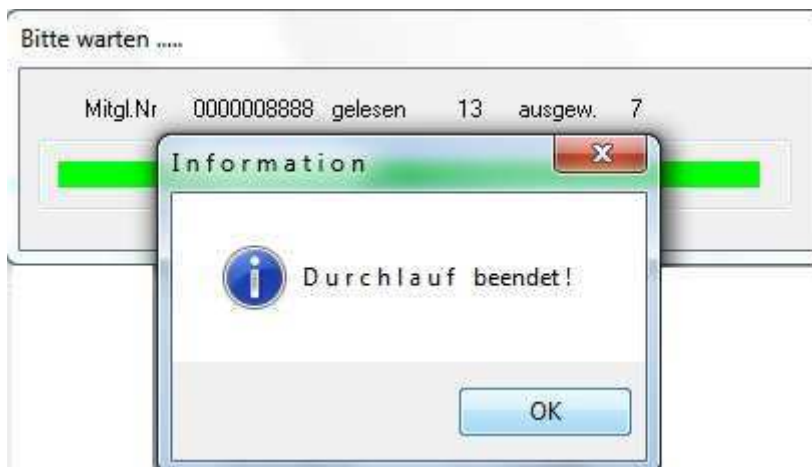 Bitte warten .....
Mitgl.Nr 0000008888 gelesen 13 ausgew. 7
Information
Durchlauf beendet!
OK